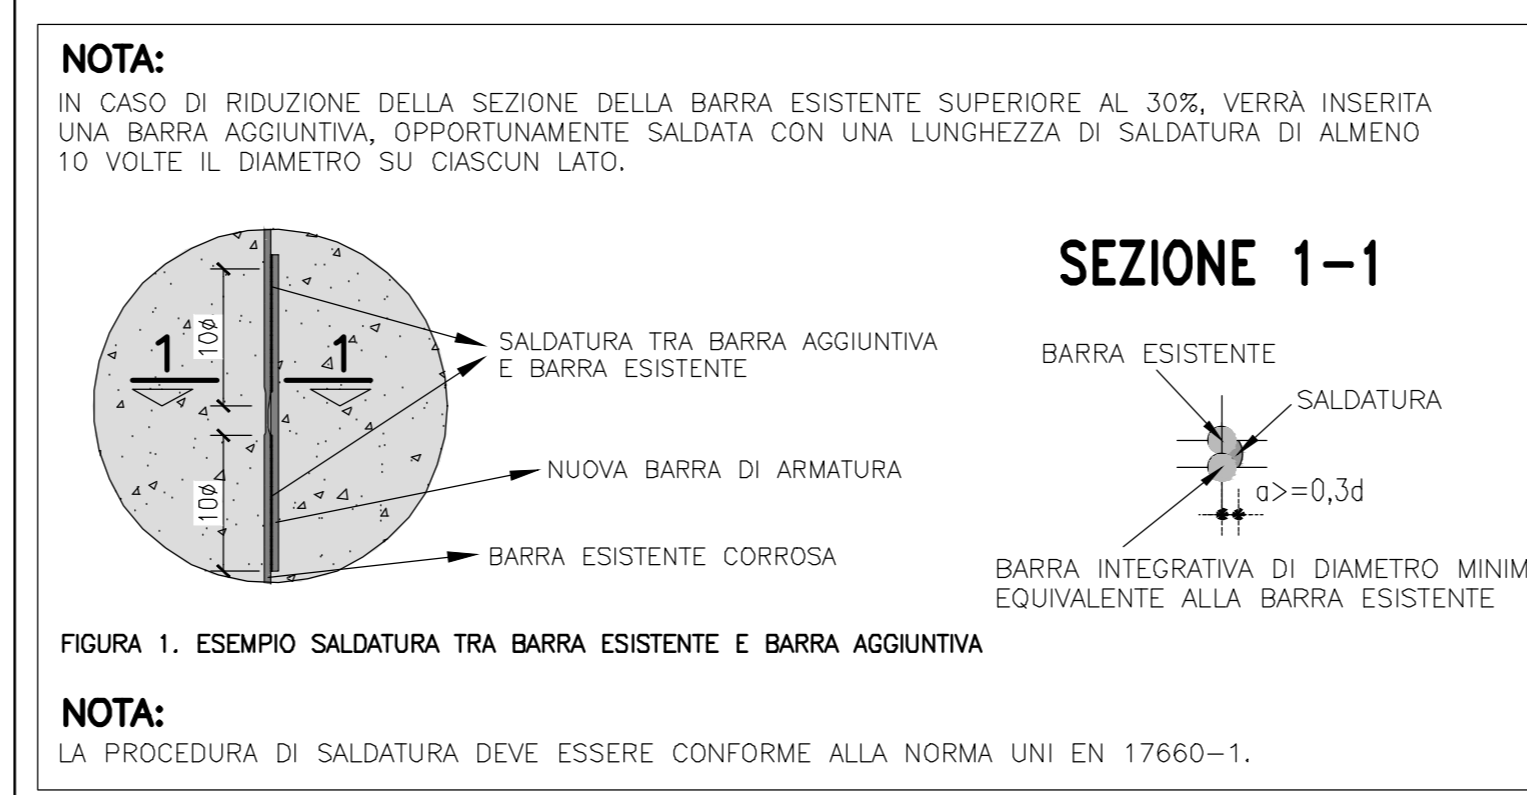 NOTA:
IN CASO DI RIDUZIONE DELLA SEZIONE DELLA BARRA ESISTENTE SUPERIORE AL 30%, VERRÀ INSERITA
UNA BARRA AGGIUNTIVA, OPPORTUNAMENTE SALDATA CON UNA LUNGHEZZA DI SALDATURA DI ALMENO
10 VOLTE IL DIAMETRO SU CIASCUN LATO.
10ø
1
1
10ø
SALDATURA TRA BARRA AGGIUNTIVA
E BARRA ESISTENTE
NUOVA BARRA DI ARMATURA
BARRA ESISTENTE CORROSA
SEZIONE 1-1
BARRA ESISTENTE
SALDATURA
a>=0,3d
BARRA INTEGRATIVA DI DIAMETRO MINIM
EQUIVALENTE ALLA BARRA ESISTENTE
FIGURA 1. ESEMPIO SALDATURA TRA BARRA ESISTENTE E BARRA AGGIUNTIVA
NOTA:
LA PROCEDURA DI SALDATURA DEVE ESSERE CONFORME ALLA NORMA UNI EN 17660-1.